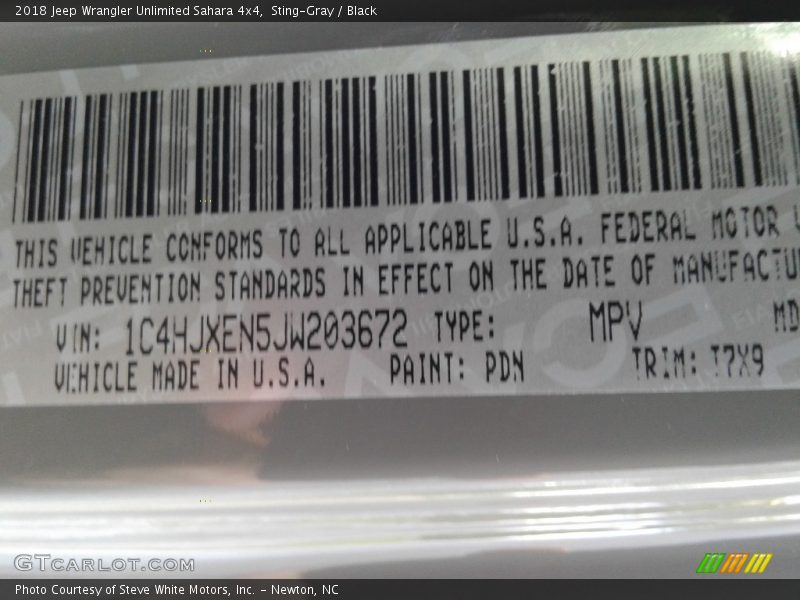 2018 Jeep Wrangler Unlimited Sahara 4x4, Sting-Gray / Black
THIS VEHICLE CONFORMS TO ALL APPLICABLE U.S.A. FEDERAL MOTOR
THEFT PREVENTION STANDARDS IN EFFECT ON THE DATE OF MANUFACTU
VIN: 1C4HJXEN5JW203672 TYPE: MPV MD
VEHICLE MADE IN U.S.A. PAINT: PDN TRIM: T7X9
GTCARLOT.COM
Photo Courtesy of Steve White Motors, Inc. - Newton, NC